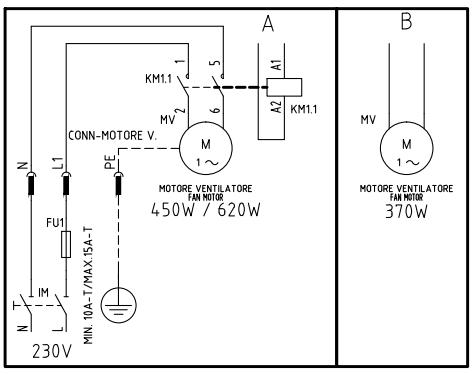 A
B
1
5
KM1.1
A1
A2
KM1.1
2
6
MV
MV
CONN-MOTORE V.
M
1~
M
1~
N
L1
PE
MOTORE VENTILATORE
FAN MOTOR
450W / 620W
MOTORE VENTILATORE
FAN MOTOR
370W
FU1
MIN. 10A-T/MAX.15A-T
IM
N
L
230V